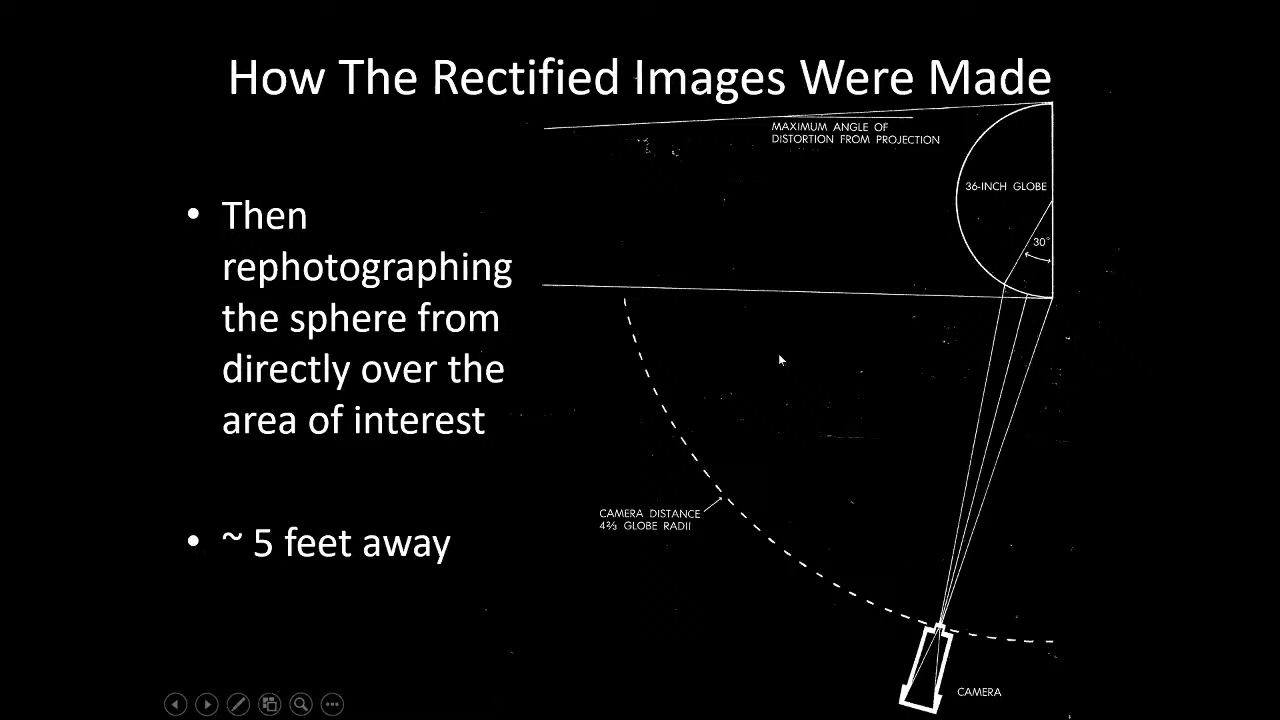 How The Rectified Images Were Made
MAXIMUM ANGLE OF
DISTORTION FROM PROJECTION
36-INCH GLOBE
30°
• Then
rephotographing
the sphere from
directly over the
area of interest
CAMERA DISTANCE
4⅔ GLOBE RADII
• ~ 5 feet away
CAMERA